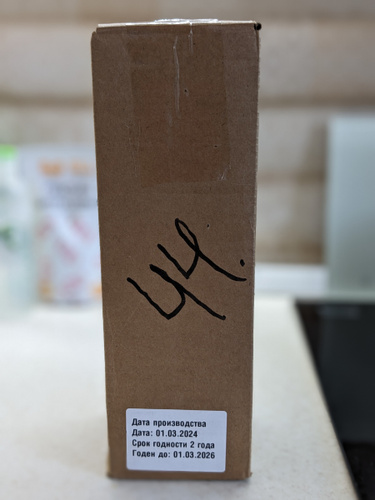 44.
Дата производства
Дата: 01.03.2024
Срок годности 2 года
Годен до: 01.03.2026